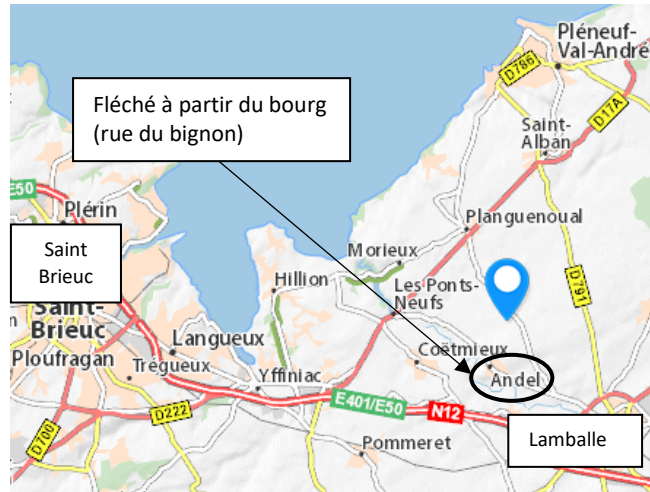 Pléneuf-
Val-André
D786
Fléché à partir du bourg
(rue du bignon)
D17A
Saint-
Alban
E50
Plérin
Planguenoual
Saint
Brieuc
Morieux
Hillion
Les Ponts-
Neufs
D791
Saint-
Brieuc
Langueux
Ploufragan
Trégueux
Coëtmieux
Andel
Yffiniac
E401/E50
N12
D222
D700
Pommeret
Lamballe